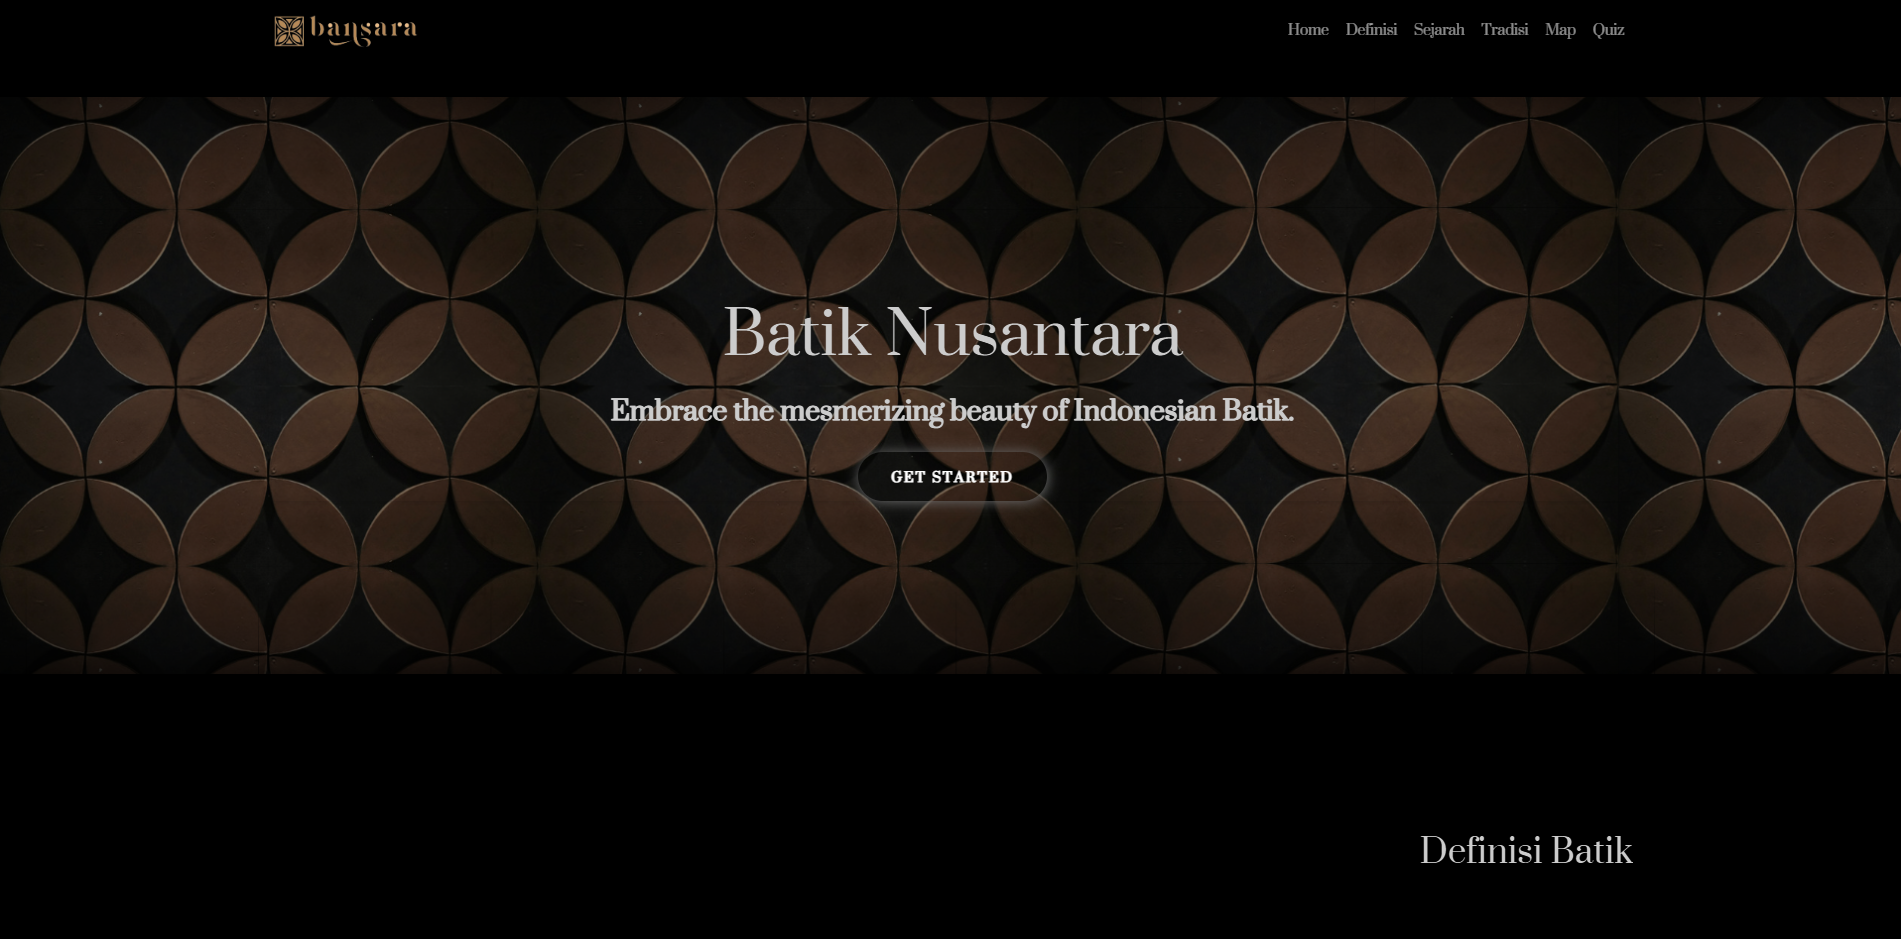 bansara
Home Definisi Sejarah Tradisi Map Quiz
Batik Nusantara
Embrace the mesmerizing beauty of Indonesian Batik.
GET STARTED
Definisi Batik